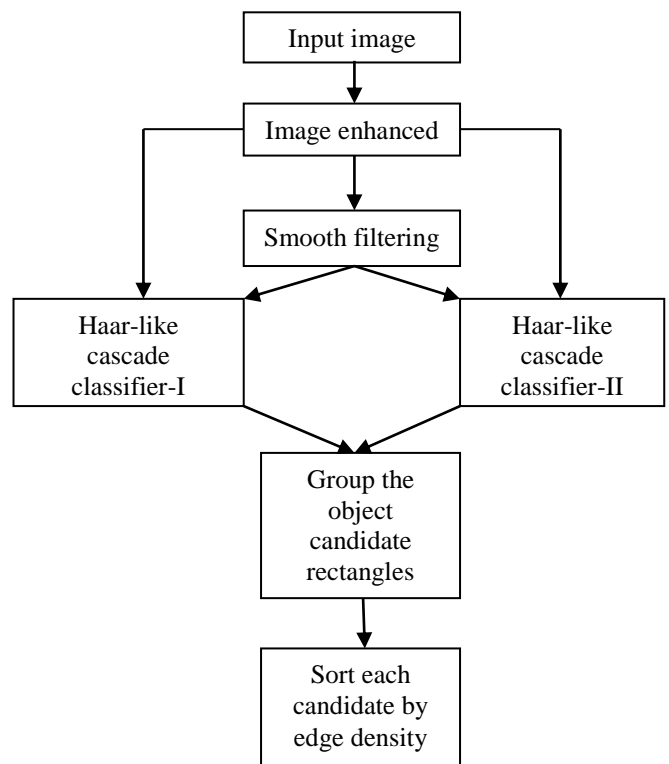 Input image
Image enhanced
Smooth filtering
Haar-like
cascade
classifier-I
Haar-like
cascade
classifier-II
Group the
object
candidate
rectangles
Sort each
candidate by
edge density